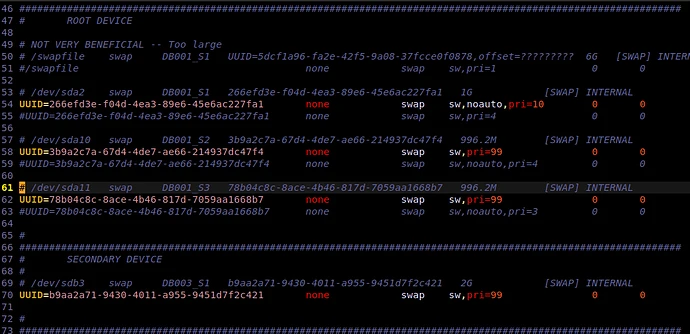 46 ################################################################################################
47 #       ROOT DEVICE
48
49 # NOT VERY BENEFICIAL -- Too large
50 # /swapfile    swap     DB001_S1   UUID=5dcf1a96-fa2e-42f5-9a08-37fcce0f0878,offset=?????????  6G   [SWAP] INTERNAL
51 #/swapfile                         none          swap     sw,pri=1               0       0
52
53 # /dev/sda2    swap     DB001_S1   266efd3e-f04d-4ea3-89e6-45e6ac227fa1   1G            [SWAP] INTERNAL
54 UUID=266efd3e-f04d-4ea3-89e6-45e6ac227fa1      none          swap     sw,noauto,pri=10       0       0
55 #UUID=266efd3e-f04d-4ea3-89e6-45e6ac227fa1     none          swap     sw,pri=4               0       0
56
57 # /dev/sda10   swap     DB001_S2   3b9a2c7a-67d4-4de7-ae66-214937dc47f4   996.3M        [SWAP] INTERNAL
58 UUID=3b9a2c7a-67d4-4de7-ae66-214937dc47f4      none          swap     sw,pri=99              0       0
59 #UUID=3b9a2c7a-67d4-4de7-ae66-214937dc47f4     none          swap     sw,noauto,pri=4        0       0
60
61 # /dev/sda11   swap     DB001_S3   78b04c8c-8ace-4b46-817d-7059aa1668b7   996.2M        [SWAP] INTERNAL
62 UUID=78b04c8c-8ace-4b46-817d-7059aa1668b7      none          swap     sw,pri=99              0       0
63 #UUID=78b04c8c-8ace-4b46-817d-7059aa1668b7     none          swap     sw,noauto,pri=3        0       0
64
65 #
66 ################################################################################################
67 #       SECONDARY DEVICE
68 #
69 # /dev/sdb3    swap     DB003_S1   b9aa2a71-9430-4011-a955-9451d7f2c421   2G            [SWAP] INTERNAL
70 UUID=b9aa2a71-9430-4011-a955-9451d7f2c421      none          swap     sw,pri=99              0       0
71
72 #
73 ################################################################################################